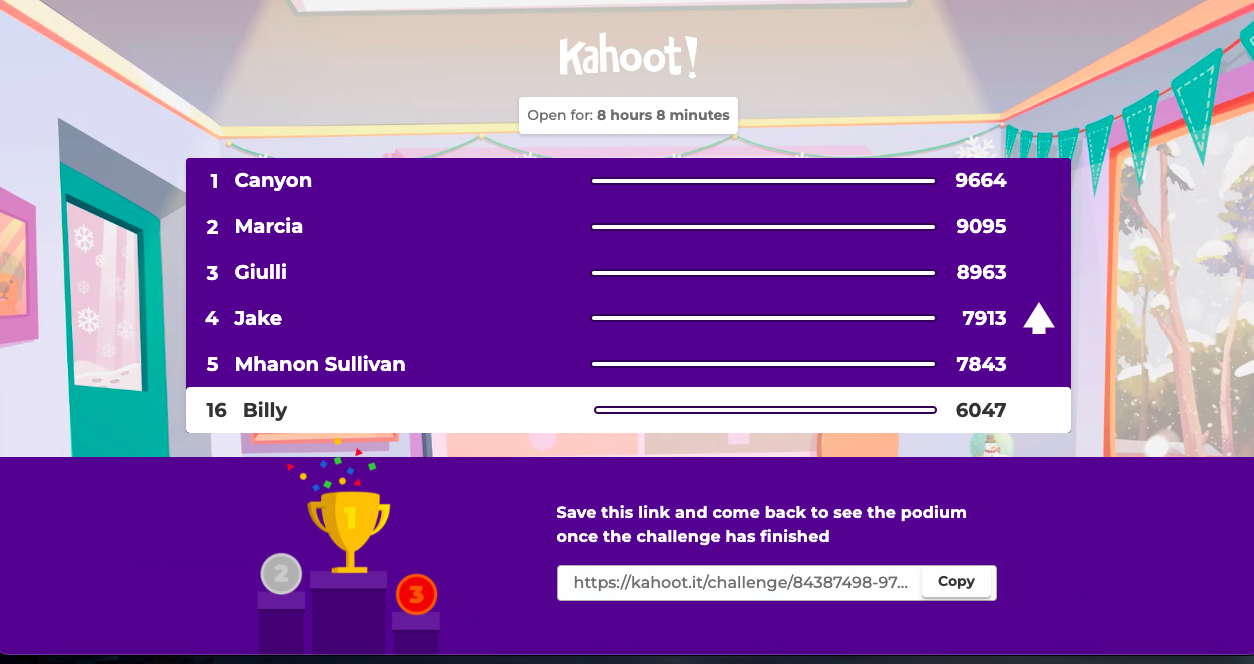 Kahoot!
Open for: 8 hours 8 minutes
1 Canyon 9664
2 Marcia 9095
3 Giulli 8963
4 Jake 7913
5 Mhanon Sullivan 7843
16 Billy 6047
1
2
3
Save this link and come back to see the podium
once the challenge has finished
https://kahoot.it/challenge/84387498-97... Copy